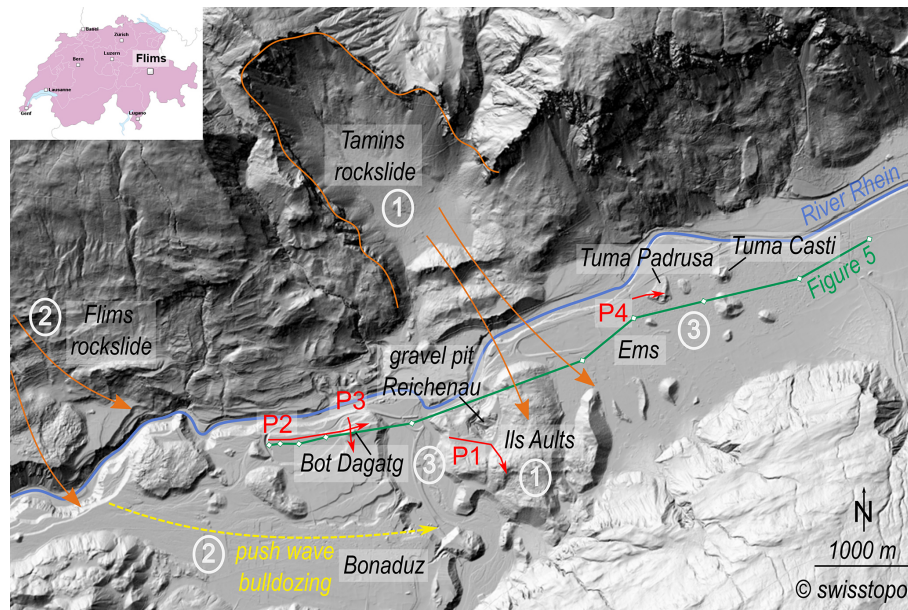 Basel
Zürich
Luzern
Bern
Flims
Lausanne
Genf
Lugano
Tamins
rockslide
1
River Rhein
Tuma Padrusa
Tuma Casti
Figure 5
P4
3
Ems
2
Flims
rockslide
gravel pit
Reichenau
P2
P3
Bot Dagatg
3
P1
Ils Aults
1
2
push wave
bulldozing
Bonaduz
N
1000 m
© swisstopo